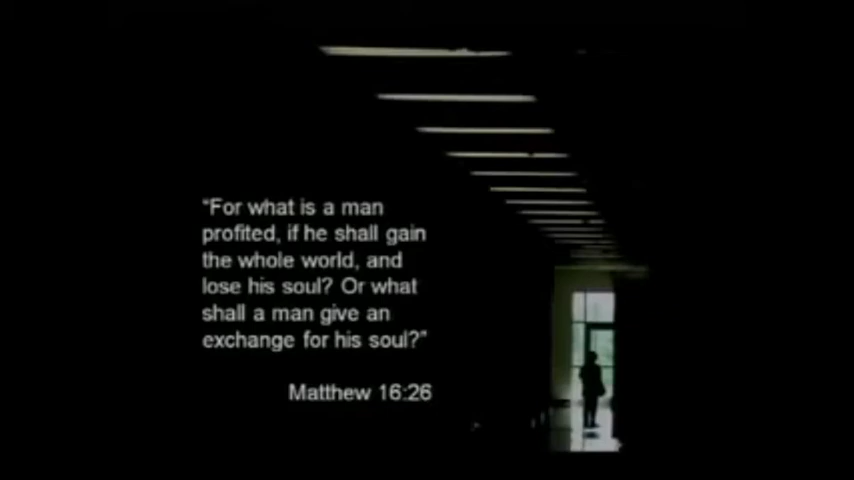 “For what is a man
profited, if he shall gain
the whole world, and
lose his soul? Or what
shall a man give an
exchange for his soul?”
Matthew 16:26